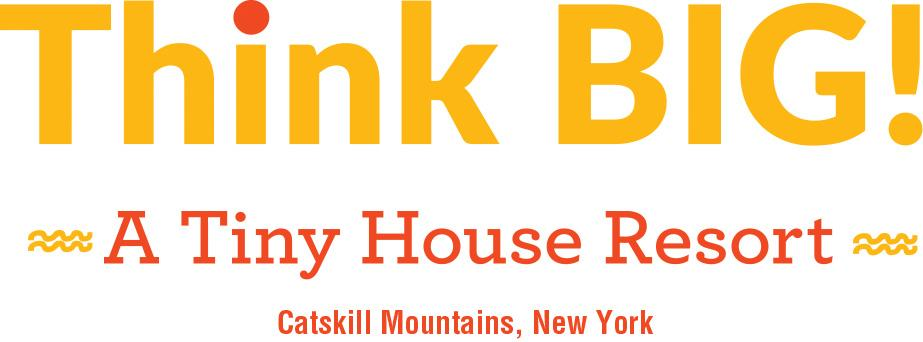 Think BIG!
A Tiny House Resort
Catskill Mountains, New York